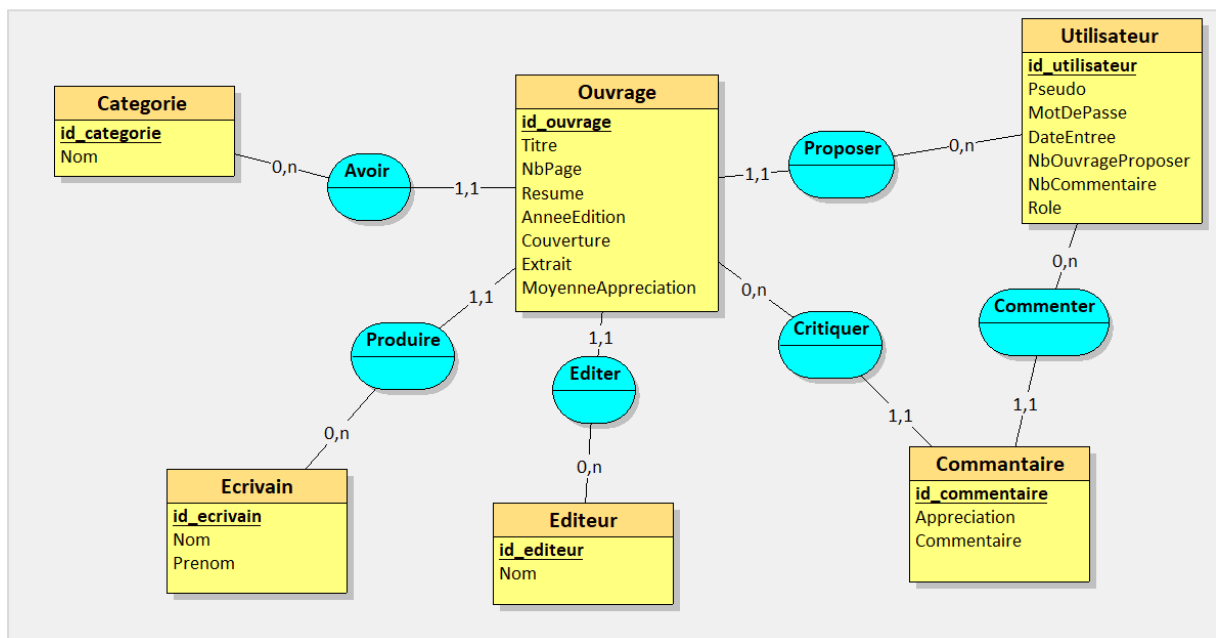 Categorie
id_categorie
Nom
0,n
Avoir
1,1
Ouvrage
id_ouvrage
Titre
NbPage
Resume
AnneeEdition
Couverture
Extrait
MoyenneAppreciation
1,1
Proposer
0,n
Utilisateur
id_utilisateur
Pseudo
MotDePasse
DateEntree
NbOuvrageProposer
NbCommentaire
Role
1,1
Produire
0,n
1,1
Editer
0,n
0,n
Critiquer
1,1
0,n
Commenter
1,1
Ecrivain
id_ecrivain
Nom
Prenom
Editeur
id_editeur
Nom
Commantaire
id_commentaire
Appreciation
Commentaire